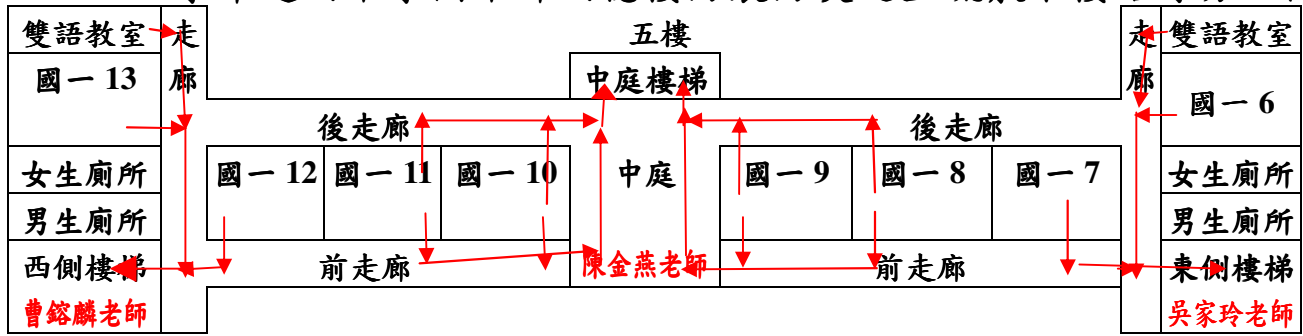 雙語教室 走 五樓 走 雙語教室
國一 13 廊 中庭樓梯 廊 國一 6
後走廊 後走廊
女生廁所 國一 12 國一 11 國一 10 中庭 國一 9 國一 8 國一 7 女生廁所
男生廁所 男生廁所
西側樓梯 前走廊 陳金燕老師 前走廊 東側樓梯
曹鎔麟老師 吳家玲老師